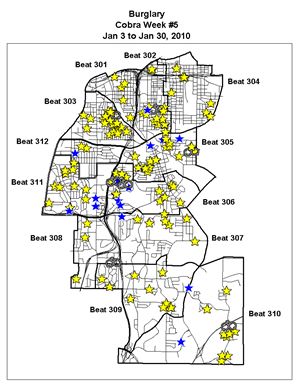 Burglary
Cobra Week #5
Jan 3 to Jan 30, 2010
Beat 302
Beat 301
Beat 304
Beat 303
Beat 312
Beat 305
Beat 311
Beat 306
Beat 308
Beat 307
Beat 309
Beat 310